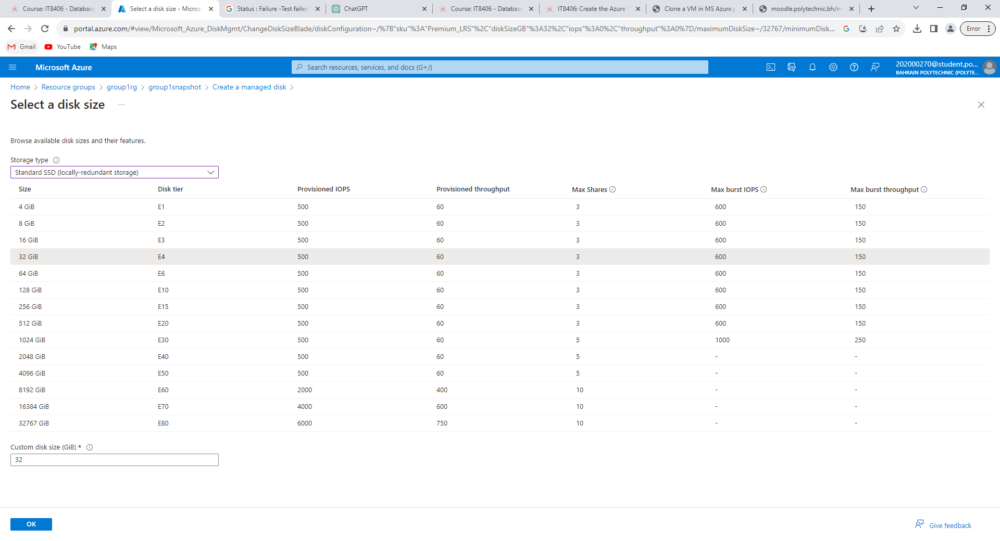 Course: IT8406 - Database
Select a disk size - Micros
Status : Failure -Test failed
ChatGPT
Course: IT8406 - Database
IT8406: Create the Azure V
Clone a VM in MS Azure.p
moodle.polytechnic.bh/m
portal.azure.com/#view/Microsoft_Azure_DiskMgmt/ChangeDiskSizeBlade/diskConfiguration~/%7B"sku"%3A"Premium_LRS"%2C"diskSizeGB"%3A32%2C"iops"%3A0%2C"throughput"%3A0%7D/maximumDiskSize~/32767/minimumDisk...
Error
Gmail
YouTube
Maps
Microsoft Azure
Search resources, services, and docs (G+/)
202000270@student.po...
BAHRAIN POLYTECHNIC (POLYTE...
Home > Resource groups > group1rg > group1snapshot > Create a managed disk >
Select a disk size ...
Browse available disk sizes and their features.
Storage type
Standard SSD (locally-redundant storage)
Size Disk tier Provisioned IOPS Provisioned throughput Max Shares Max burst IOPS Max burst throughput
4 GiB E1 500 60 3 600 150
8 GiB E2 500 60 3 600 150
16 GiB E3 500 60 3 600 150
32 GiB E4 500 60 3 600 150
64 GiB E6 500 60 3 600 150
128 GiB E10 500 60 3 600 150
256 GiB E15 500 60 3 600 150
512 GiB E20 500 60 3 600 150
1024 GiB E30 500 60 5 1000 250
2048 GiB E40 500 60 5 - -
4096 GiB E50 500 60 5 - -
8192 GiB E60 2000 400 10 - -
16384 GiB E70 4000 600 10 - -
32767 GiB E80 6000 750 10 - -
Custom disk size (GiB) *
32
OK
Give feedback